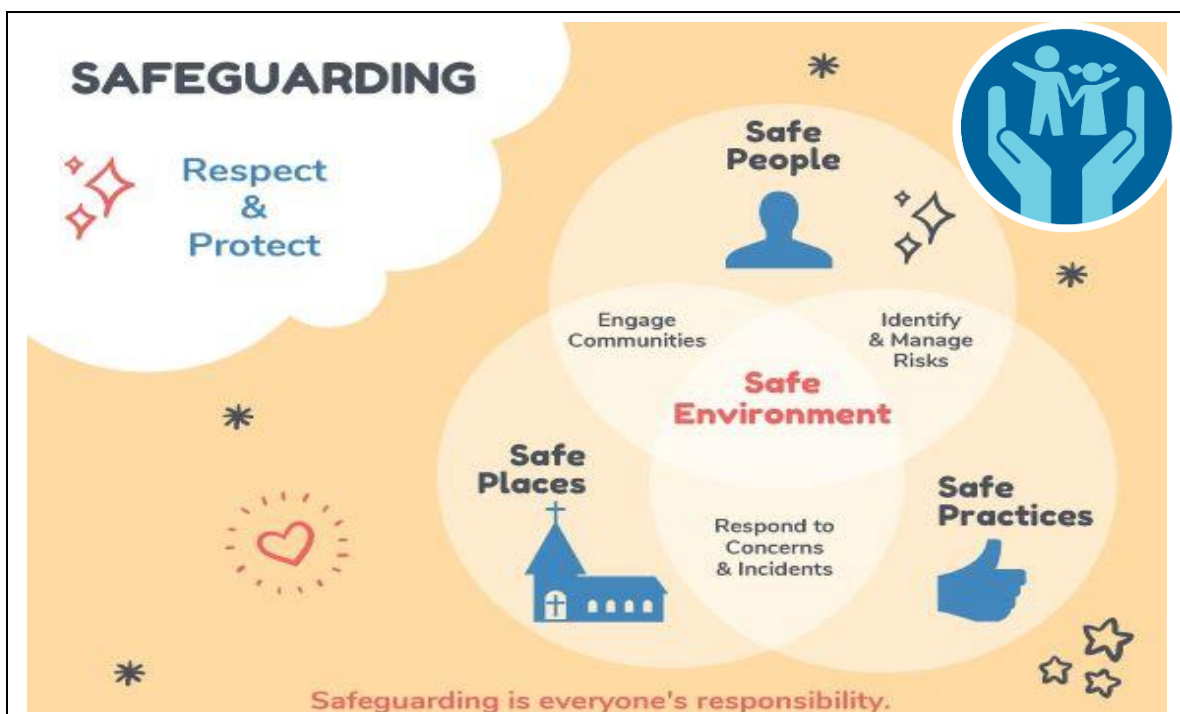 SAFEGUARDING
Respect
&
Protect
Safe
People
Engage
Communities
Identify
& Manage
Risks
Safe
Environment
Safe
Places
Safe
Practices
Respond to
Concerns
& Incidents
Safeguarding is everyone's responsibility.